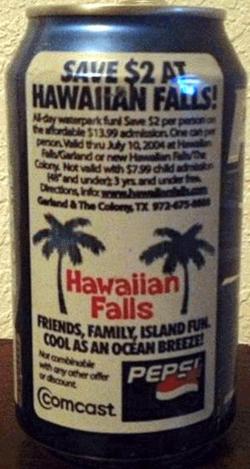 SAVE $2 AT
HAWAIIAN FALLS!
All-day waterpark fun! Save $2 per person on
the affordable $13.99 admission. One can per
person. Valid thru July 10, 2004 at Hawaiian
Falls/Garland or new Hawaiian Falls/The
Colony. Not valid with $7.99 child admission
(48" and under); 3 yrs. and under free.
Directions, info: www.hawaiianfalls.com
Garland & The Colony, TX 972-675-8888
Hawaiian
Falls
FRIENDS, FAMILY, ISLAND FUN.
COOL AS AN OCEAN BREEZE!
Not combinable
with any other offer
or discount.
PEPSI
Comcast